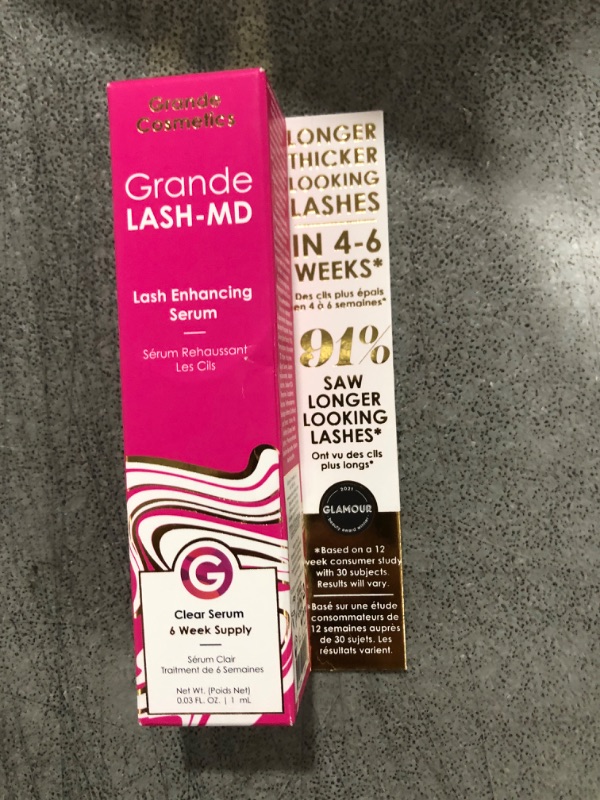 Grande
Cosmetics
Grande
LASH-MD
Lash Enhancing
Serum
Sérum Rehaussant
Les Cils
G
Clear Serum
6 Week Supply
Sérum Clair
Traitment de 6 Semaines
Net Wt. (Poids Net)
0.03 FL. OZ. | 1 mL
LONGER
THICKER
LOOKING
LASHES
IN 4-6
WEEKS*
Des cils plus épais
en 4 à 6 semaines*
91%
SAW
LONGER
LOOKING
LASHES*
Ont vu des cils
plus longs*
2021
GLAMOUR
beauty award winner
*Based on a 12
week consumer study
with 30 subjects.
Results will vary.
*Basé sur une étude
consommateurs de
12 semaines auprès
de 30 sujets. Les
résultats varient.